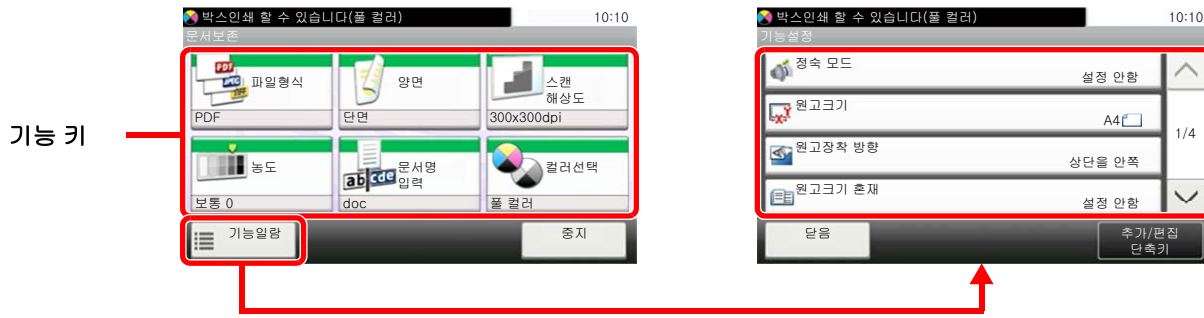 박스인쇄 할 수 있습니다(풀 컬러) 10:10
문서보존
파일형식
PDF
양면
단면
스캔
해상도
300x300dpi
농도
보통 0
문서명
입력
doc
컬러선택
풀 컬러
기능일람
중지
기능 키
박스인쇄 할 수 있습니다(풀 컬러) 10:10
기능설정
정숙 모드
설정 안함
원고크기
A4
원고장착 방향
상단을 안쪽
원고크기 혼재
설정 안함
1/4
닫음
추가/편집
단축키